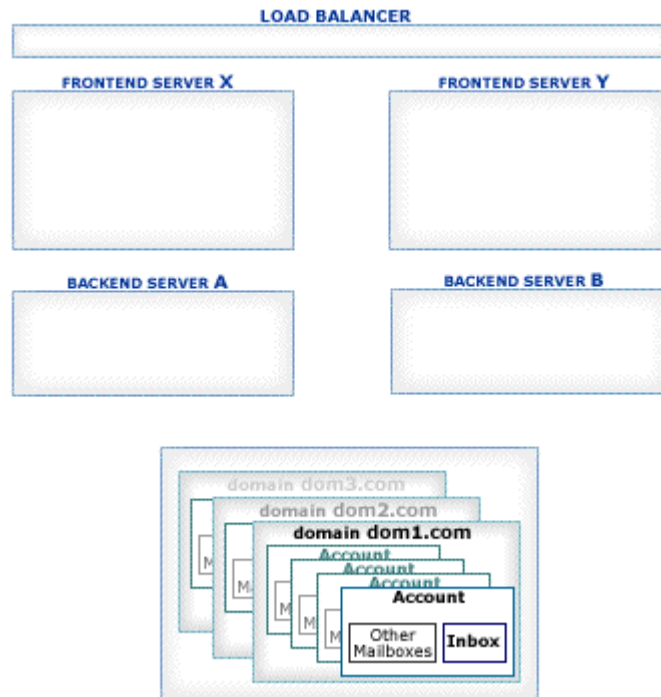 LOAD BALANCER
FRONTEND SERVER X
FRONTEND SERVER Y
BACKEND SERVER A
BACKEND SERVER B
domain dom3.com
domain dom2.com
domain dom1.com
Account
Account
Account
Account
Other
Mailboxes
Inbox